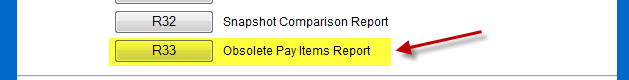 R32 Snapshot Comparison Report
R33 Obsolete Pay Items Report